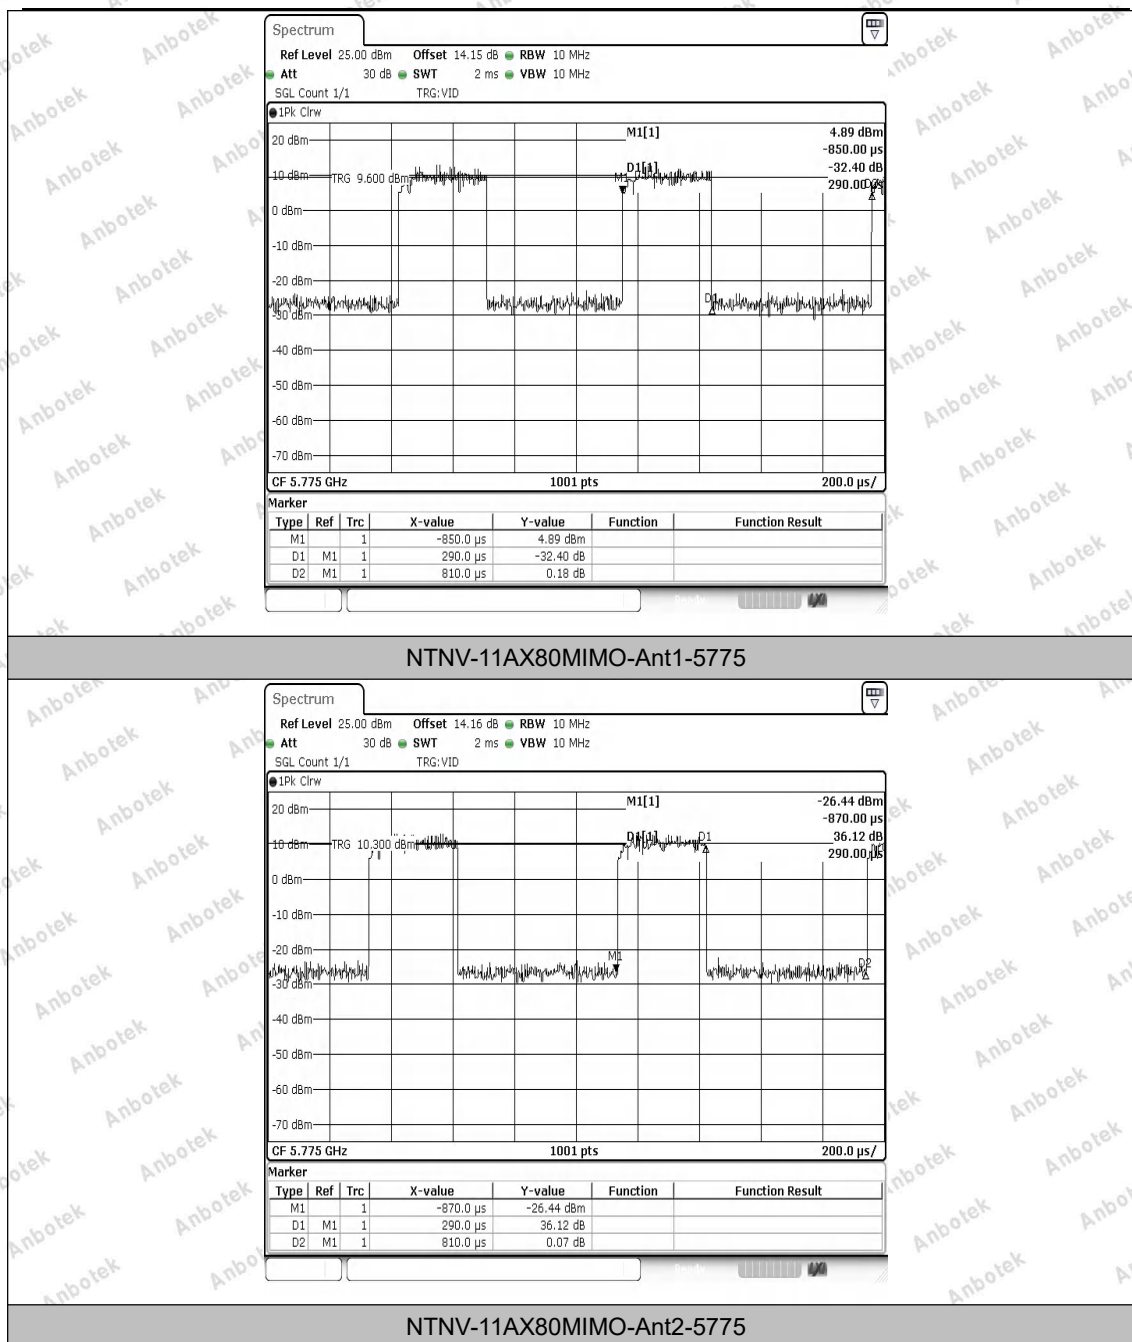 Spectrum
Ref Level 25.00 dBm Offset 14.15 dB RBW 10 MHz
Att 30 dB SWT 2 ms VBW 10 MHz
SGL Count 1/1 TRG:VID
1Pk Clrw
M1[1] 4.89 dBm
-850.00 µs
D1[1] -32.40 dB
290.00 µs
20 dBm
10 dBm
TRG 9.600 dBm
M1
D2
0 dBm
-10 dBm
-20 dBm
D1
-30 dBm
-40 dBm
-50 dBm
-60 dBm
-70 dBm
CF 5.775 GHz 1001 pts 200.0 µs/
Marker
Type Ref Trc X-value Y-value Function Function Result
M1 1 -850.0 µs 4.89 dBm
D1 M1 1 290.0 µs -32.40 dB
D2 M1 1 810.0 µs 0.18 dB
Ready
NTNV-11AX80MIMO-Ant1-5775
Spectrum
Ref Level 25.00 dBm Offset 14.16 dB RBW 10 MHz
Att 30 dB SWT 2 ms VBW 10 MHz
SGL Count 1/1 TRG:VID
1Pk Clrw
M1[1] -26.44 dBm
-870.00 µs
D1[1] 36.12 dB
290.00 µs
20 dBm
10 dBm
TRG 10.300 dBm
D1
0 dBm
-10 dBm
-20 dBm
M1
D2
-30 dBm
-40 dBm
-50 dBm
-60 dBm
-70 dBm
CF 5.775 GHz 1001 pts 200.0 µs/
Marker
Type Ref Trc X-value Y-value Function Function Result
M1 1 -870.0 µs -26.44 dBm
D1 M1 1 290.0 µs 36.12 dB
D2 M1 1 810.0 µs 0.07 dB
Ready
NTNV-11AX80MIMO-Ant2-5775
Anbotek